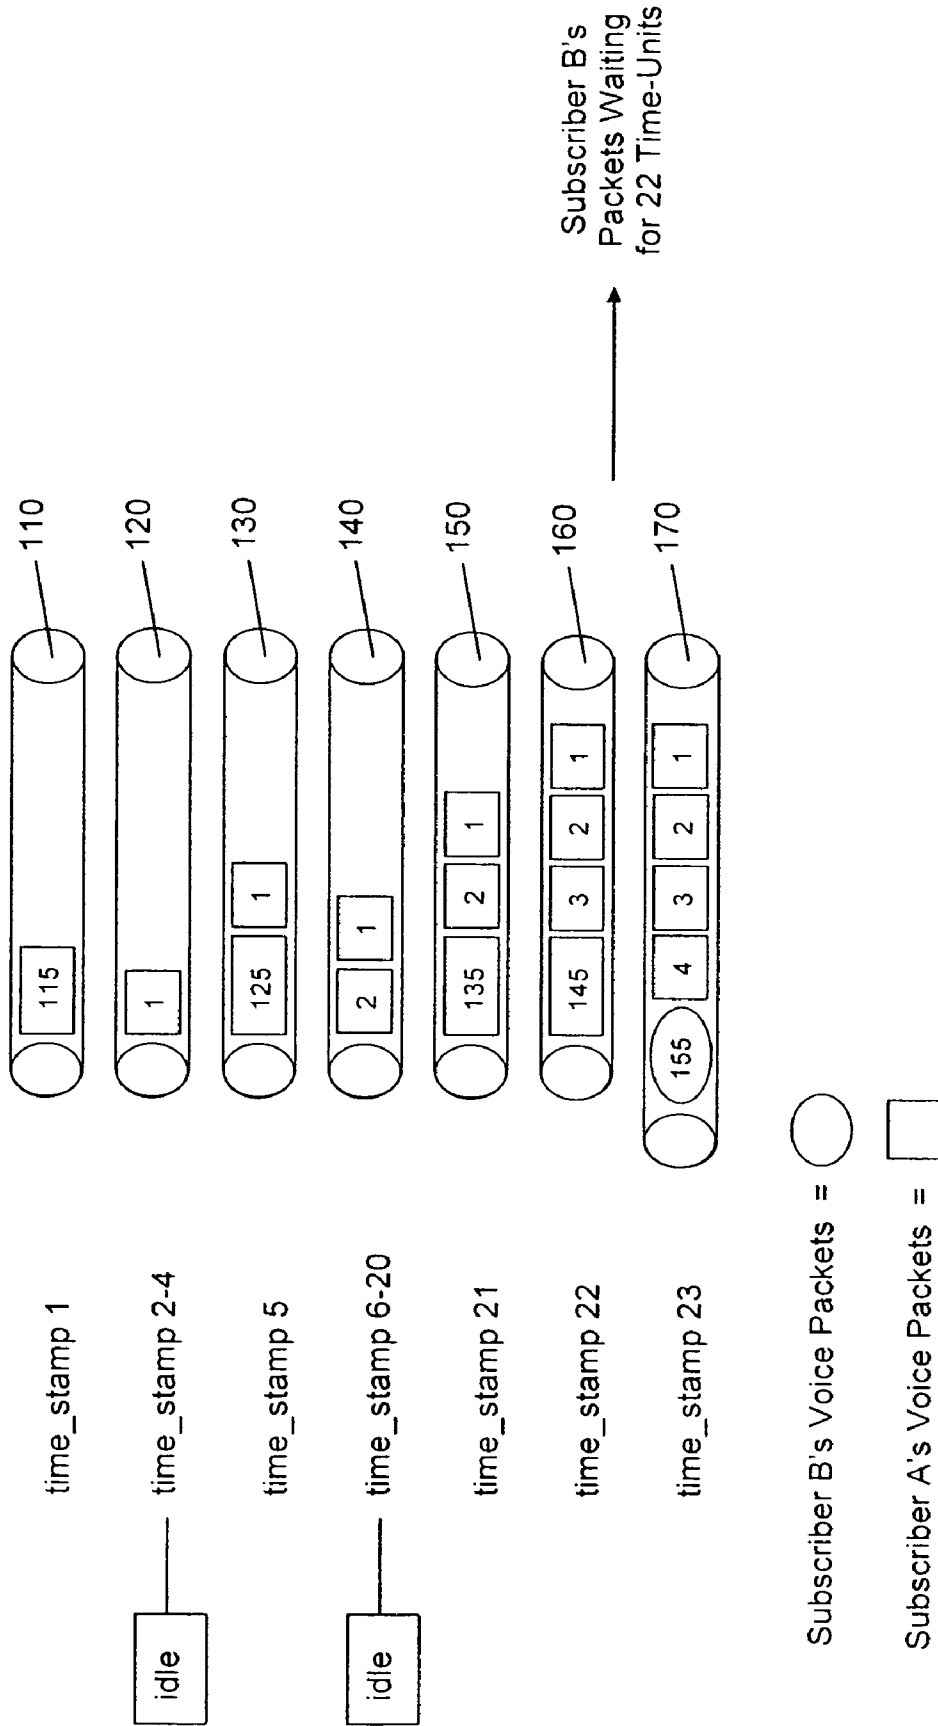 time_stamp 1
115
110
idle
time_stamp 2-4
1
120
time_stamp 5
125
1
130
idle
time_stamp 6-20
2
1
140
time_stamp 21
135
2
1
150
time_stamp 22
145
3
2
1
160
time_stamp 23
155
4
3
2
1
170
Subscriber B's
Packets Waiting
for 22 Time-Units
Subscriber B's Voice Packets =
Subscriber A's Voice Packets =